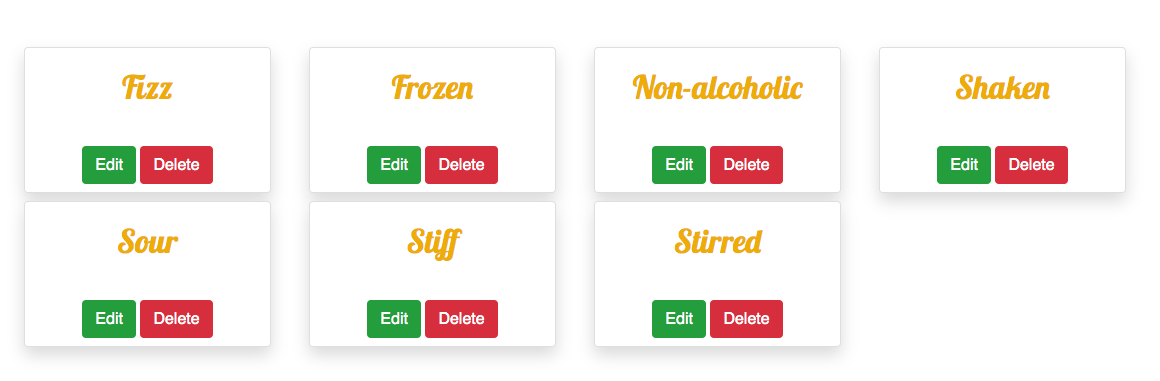 Fizz Frozen Non-alcoholic Shaken
Edit Delete Edit Delete Edit Delete Edit Delete
Sour Stiff Stirred
Edit Delete Edit Delete Edit Delete